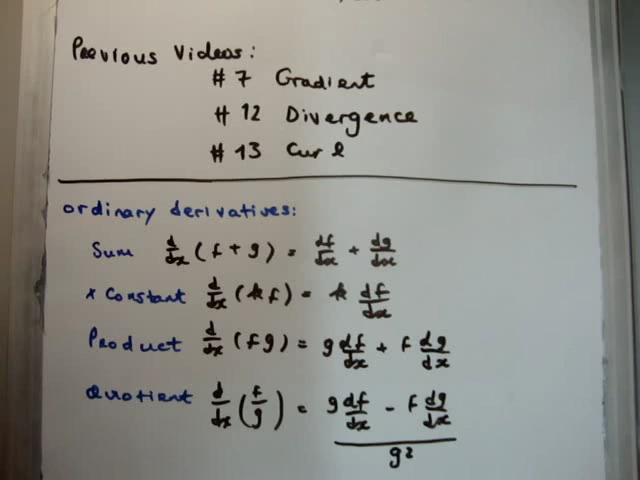 Previous Videos:
# 7 Gradient
# 12 Divergence
# 13 Curl
ordinary derivatives:
Sum d/dx (f + g) = df/dx + dg/dx
x Constant d/dx (kf) = k df/dx
Product d/dx (fg) = g df/dx + f dg/dx
Quotient d/dx (f/g) = (g df/dx - f dg/dx) / g²